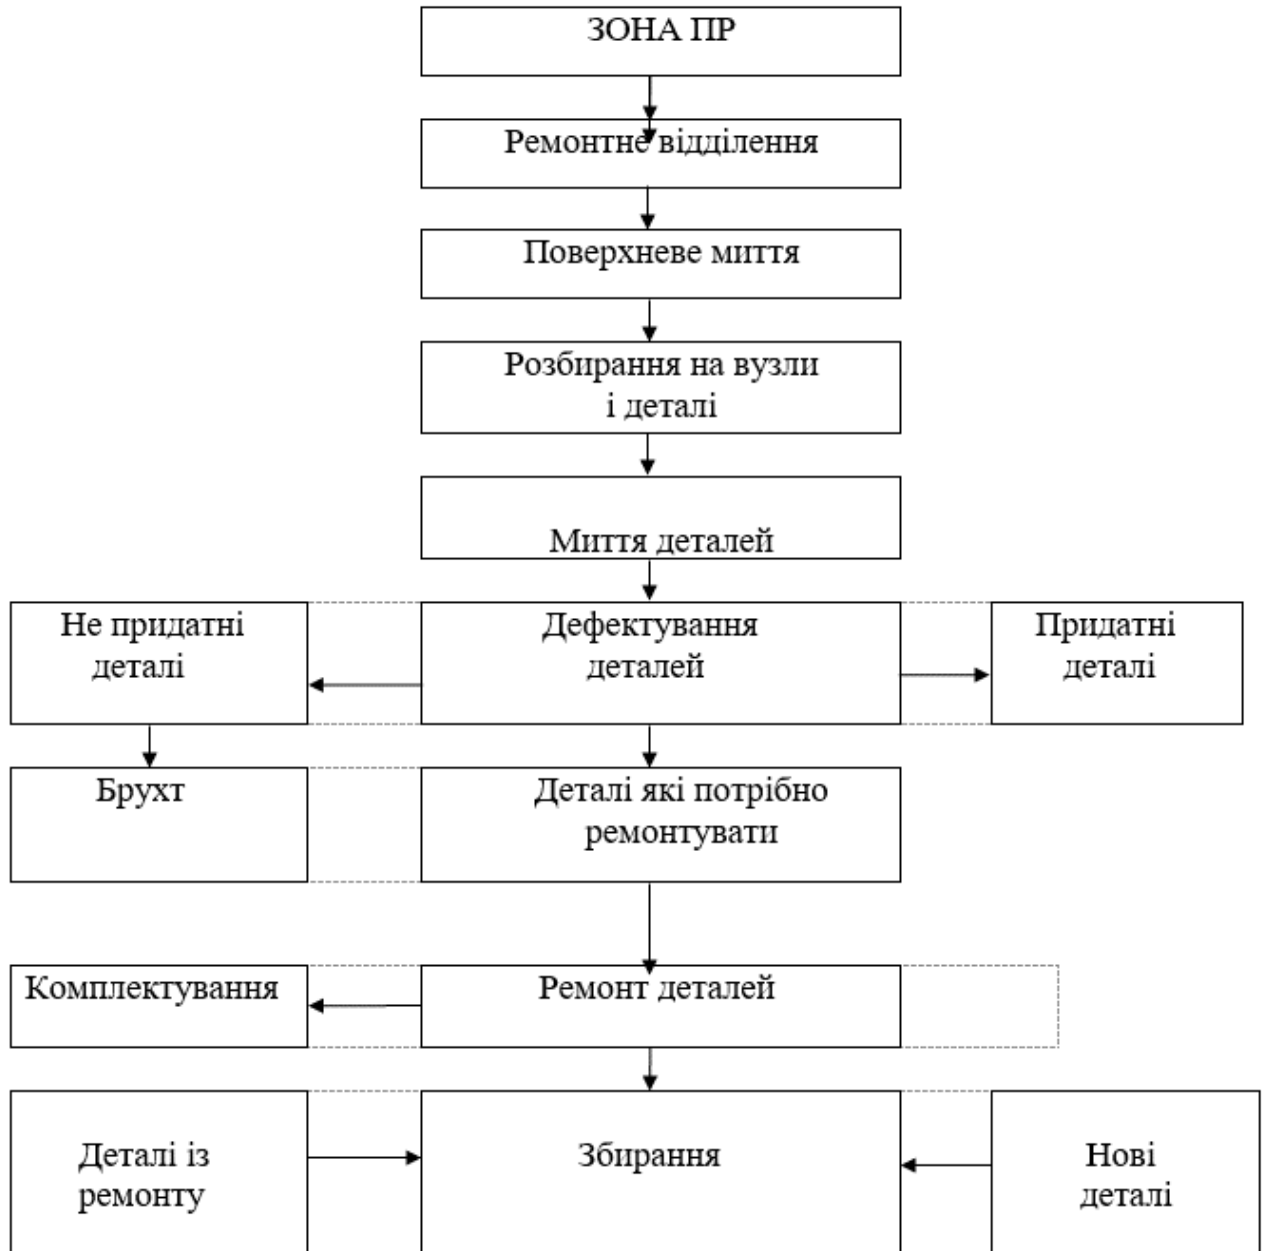 ЗОНА ПР
Ремонтне відділення
Поверхневе миття
Розбирання на вузли
і деталі
Миття деталей
Не придатні
деталі
Дефектування
деталей
Придатні
деталі
Брухт
Деталі які потрібно
ремонтувати
Комплектування
Ремонт деталей
Деталі із
ремонту
Збирання
Нові
деталі